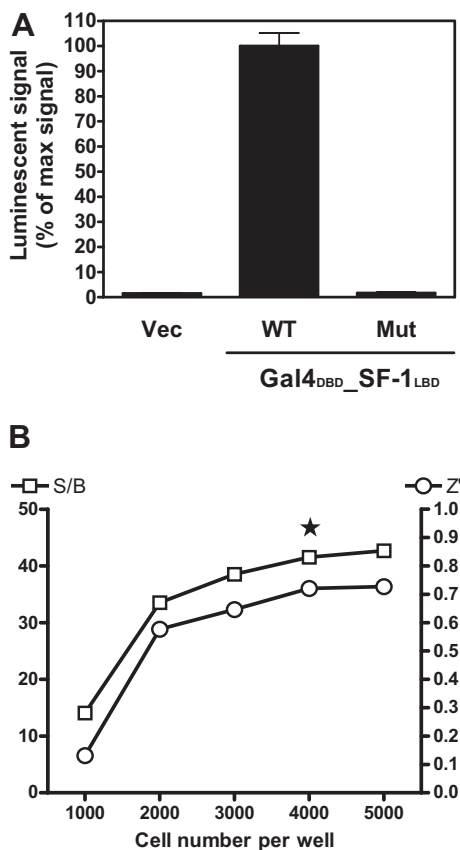 A
Luminescent signal
(% of max signal)
110
100
90
80
70
60
50
40
30
20
10
0
Vec WT Mut
Gal4DBD_SF-1LBD
B
S/B Z'
50 1.0
0.9
40 0.8
0.7
30 0.6
0.5
20 0.4
0.3
10 0.2
0.1
0 0.0
1000 2000 3000 4000 5000
Cell number per well